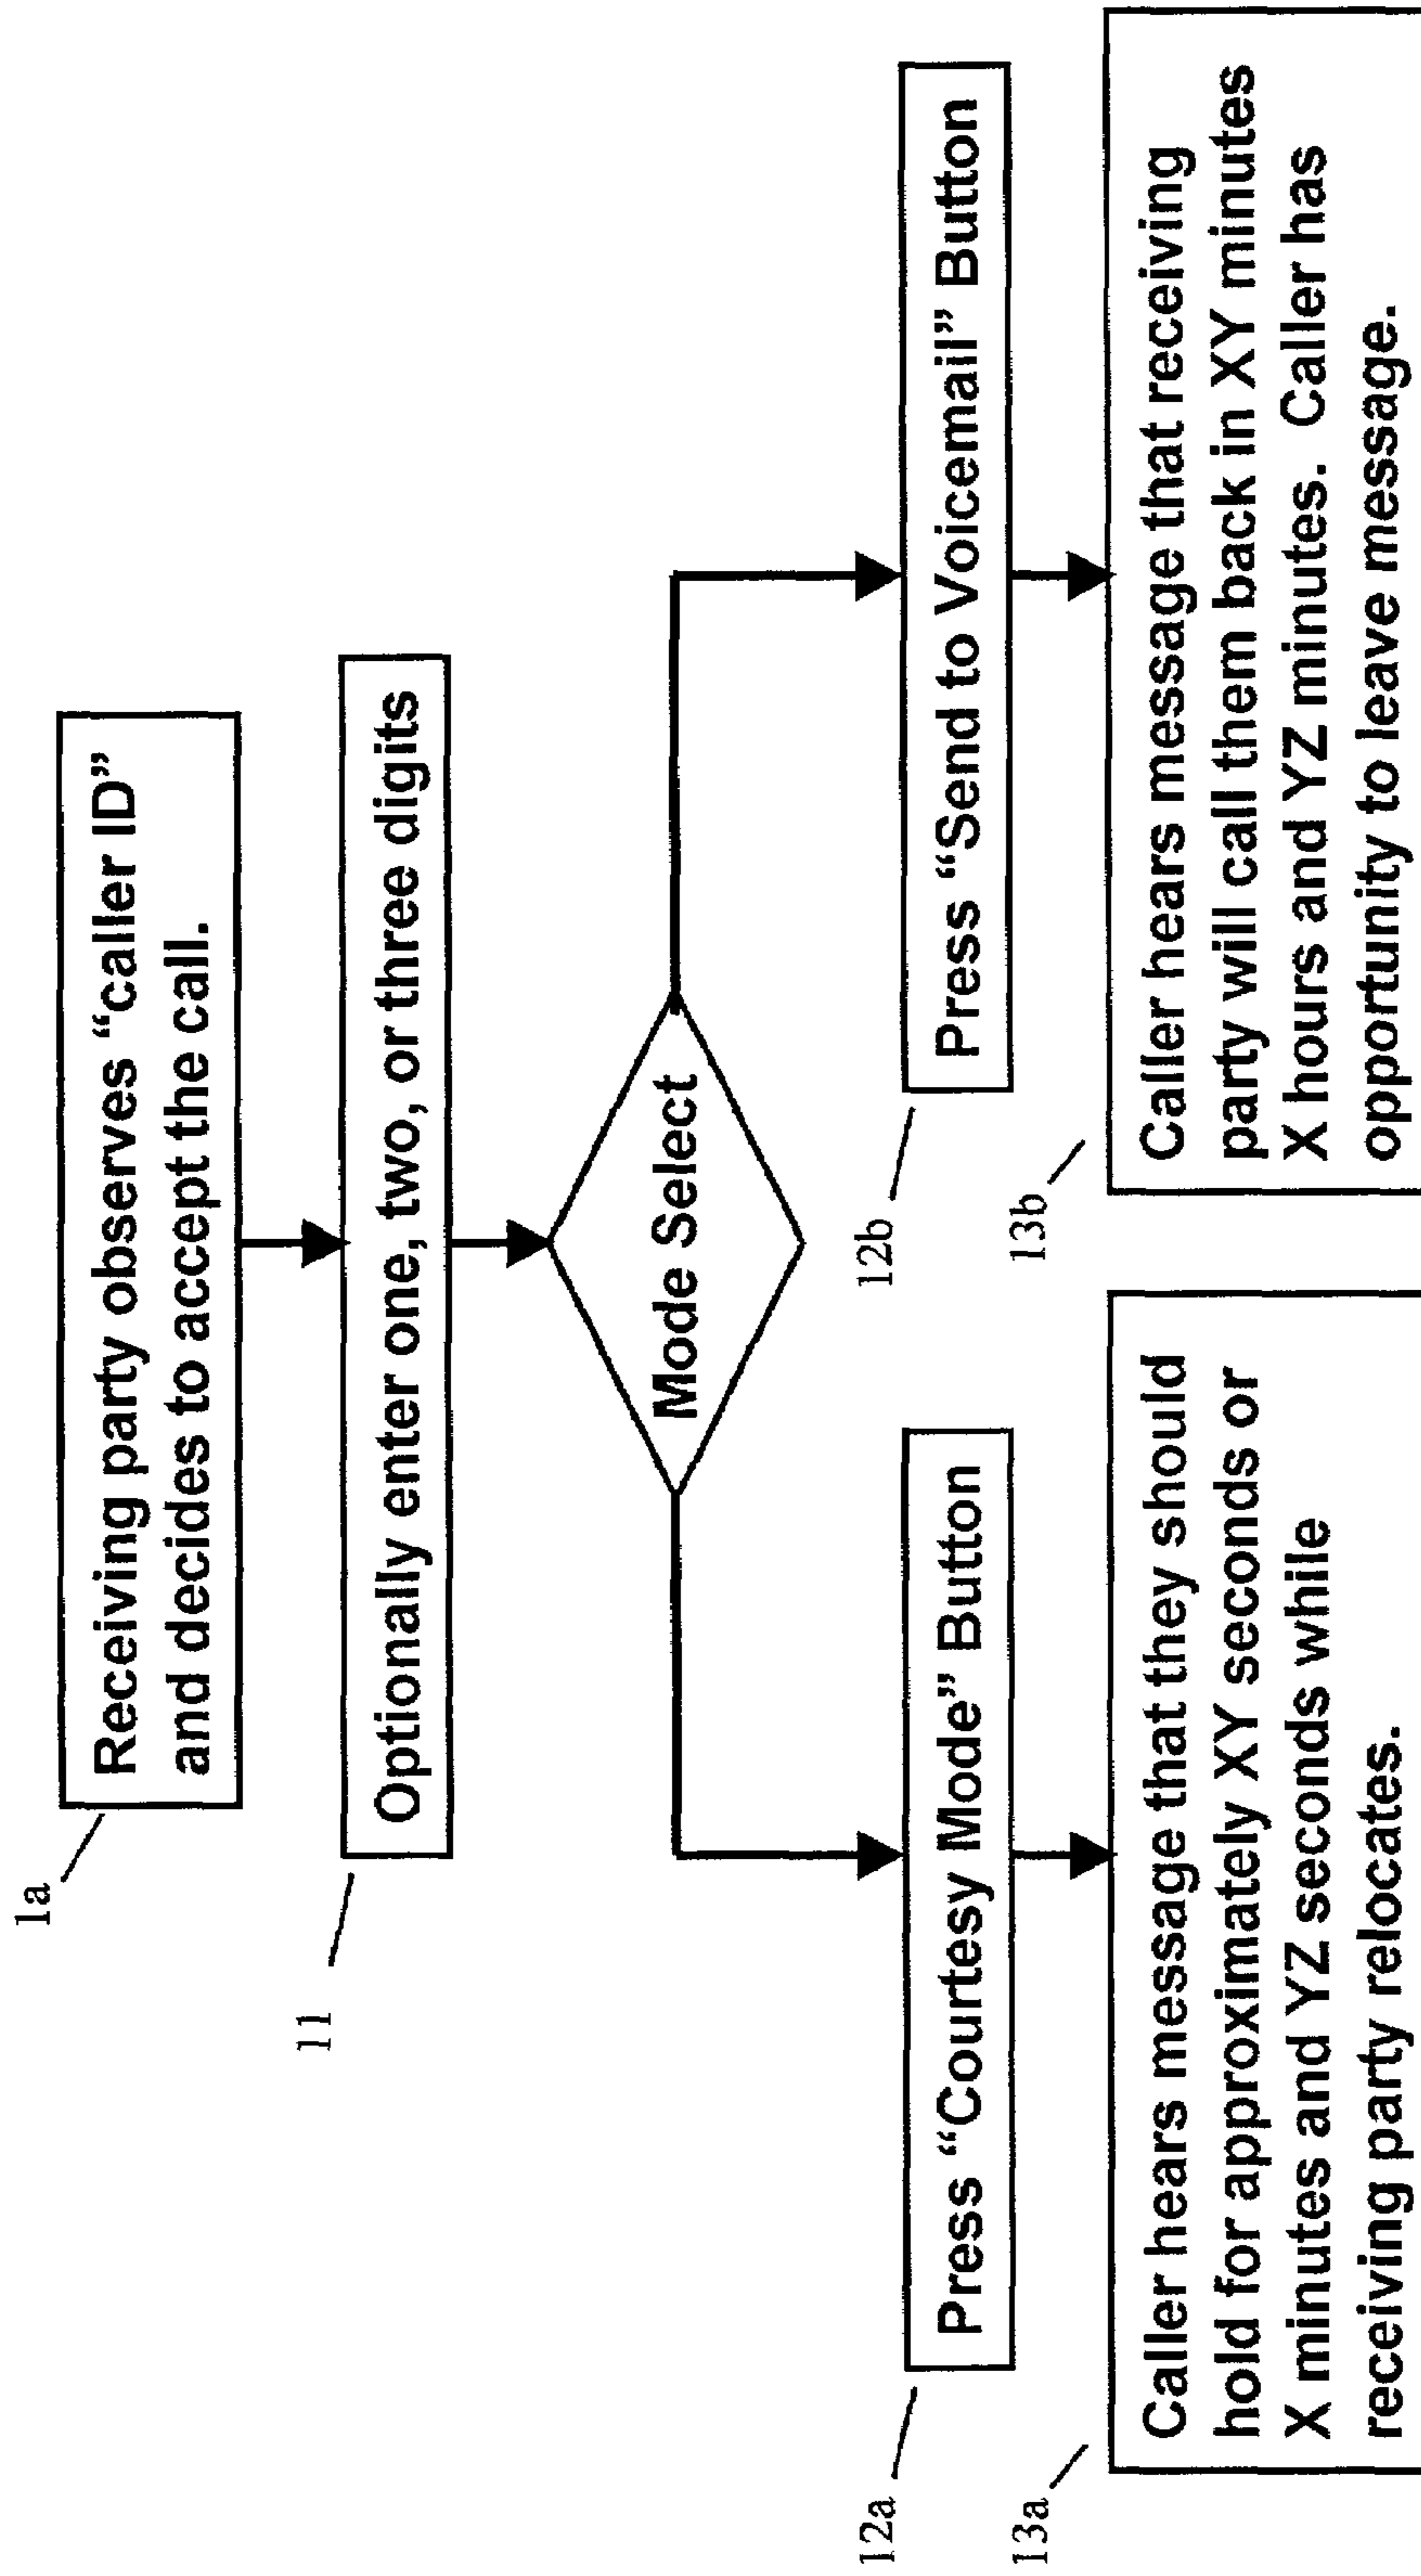 1a
Receiving party observes “caller ID”
and decides to accept the call.
11
Optionally enter one, two, or three digits
Mode Select
12a
Press “Courtesy Mode” Button
12b
Press “Send to Voicemail” Button
13a
Caller hears message that they should
hold for approximately XY seconds or
X minutes and YZ seconds while
receiving party relocates.
13b
Caller hears message that receiving
party will call them back in XY minutes
X hours and YZ minutes.  Caller has
opportunity to leave message.